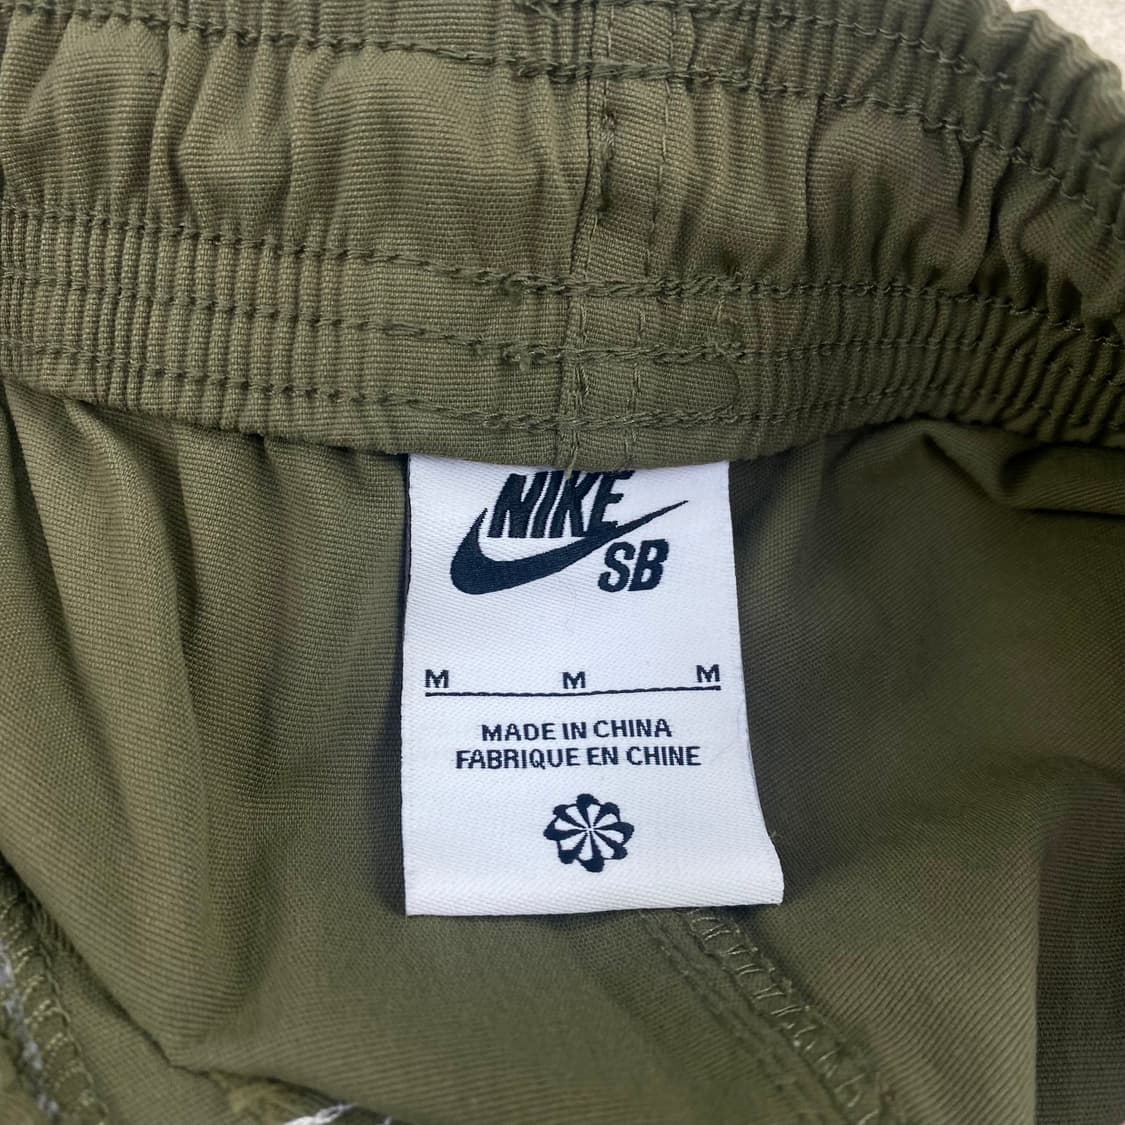 NIKE
SB
M M M
MADE IN CHINA
FABRIQUE EN CHINE